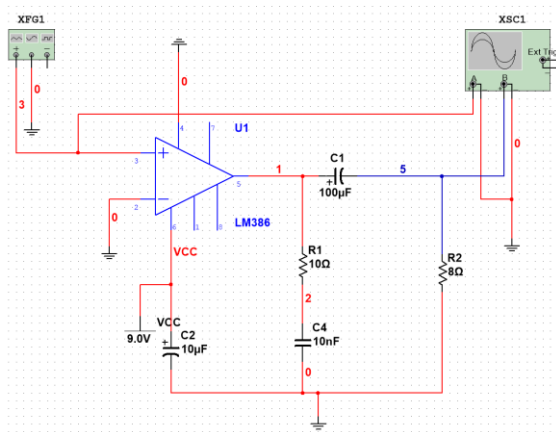 XFG1
XSC1
Ext Trig
A
B
0
0
3
0
4
7
U1
3
5
1
C1
100µF
5
2
0
LM386
6
1
8
VCC
R1
10Ω
R2
8Ω
2
VCC
9.0V
C2
10µF
C4
10nF
0